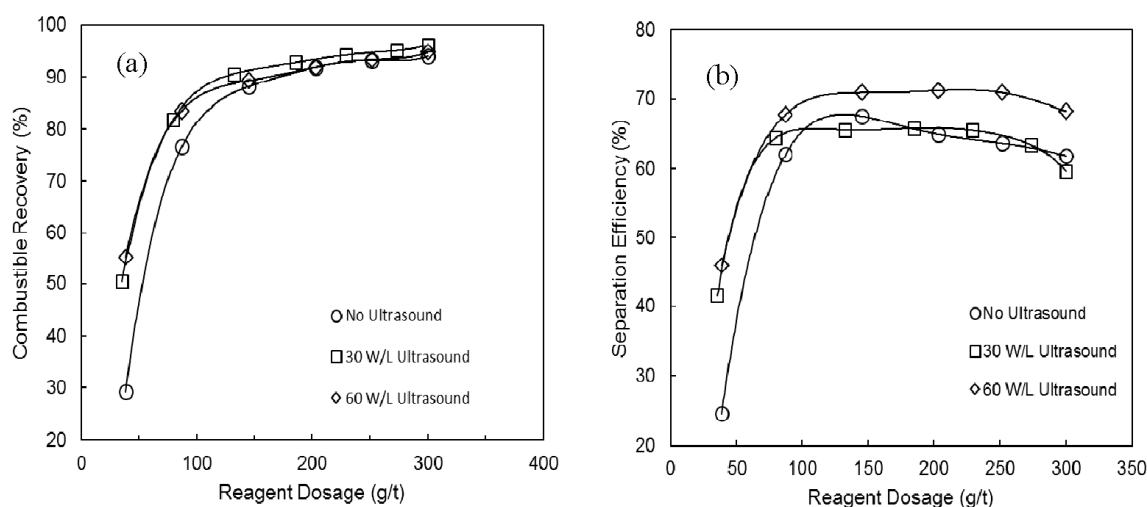 (a)
Combustible Recovery (%)
100
90
80
70
60
50
40
30
20
No Ultrasound
30 W/L Ultrasound
60 W/L Ultrasound
0
100
200
300
400
Reagent Dosage (g/t)
(b)
Separation Efficiency (%)
80
70
60
50
40
30
20
No Ultrasound
30 W/L Ultrasound
60 W/L Ultrasound
0
50
100
150
200
250
300
350
Reagent Dosage (g/t)